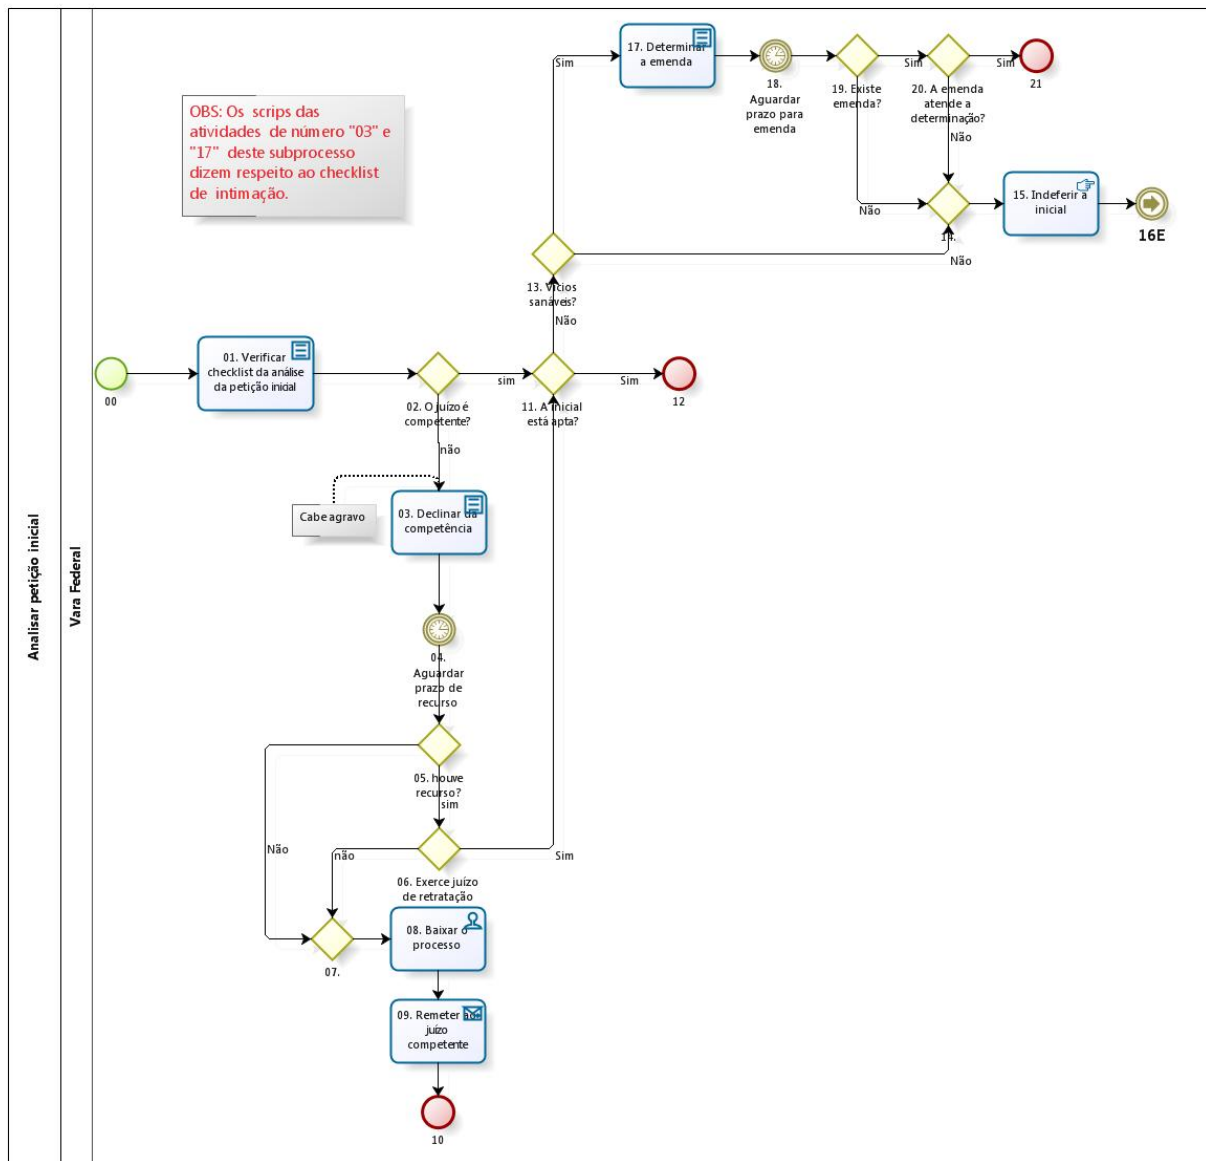 Analisar petição inicial
Vara Federal
OBS: Os scrips das
atividades de número "03" e
"17" deste subprocesso
dizem respeito ao checklist
de intimação.
17. Determinar
a emenda
18.
Aguardar
prazo para
emenda
19. Existe
emenda?
Sim
20. A emenda
atende a
determinação?
Sim
21
Sim
Não
Não
14.
15. Indeferir a
inicial
16E
Não
13. Vícios
sanáveis?
Não
00
01. Verificar
checklist da análise
da petição inicial
02. O juízo é
competente?
sim
11. A inicial
está apta?
Sim
12
não
Cabe agravo
03. Declinar da
competência
04.
Aguardar
prazo de
recurso
05. houve
recurso?
sim
Não
não
Sim
06. Exerce juízo
de retratação
07.
08. Baixar o
processo
09. Remeter ao
juízo
competente
10